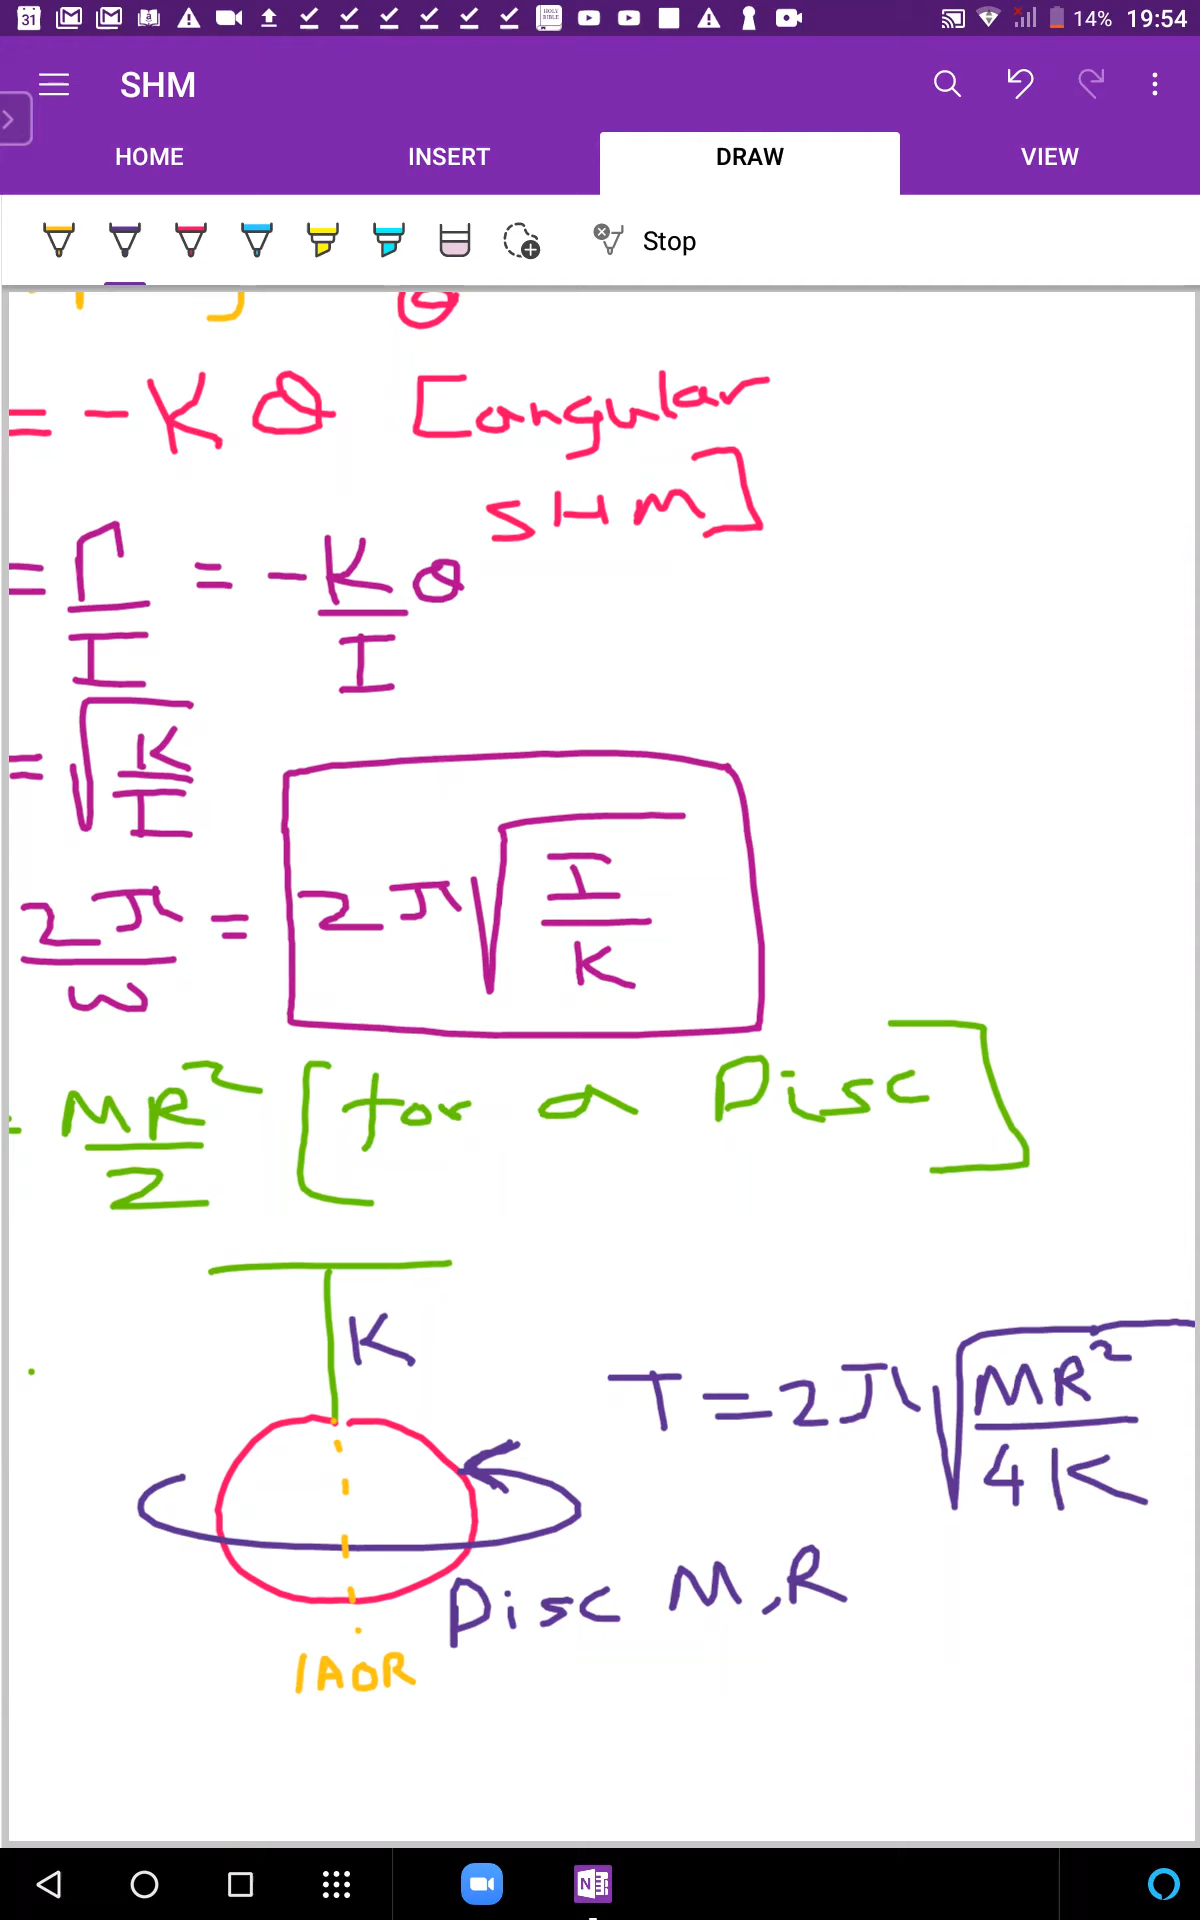 31 14% 19:54
SHM
HOME INSERT DRAW VIEW
Stop
θ
= -Kθ [angular
SHM]
= Γ/I = -K/I θ
= √(K/I)
2π/ω = 2π√(I/K)
= MR²/2 [for a Disc]
K
T = 2π√(MR²/4K)
Disc M,R
IAOR